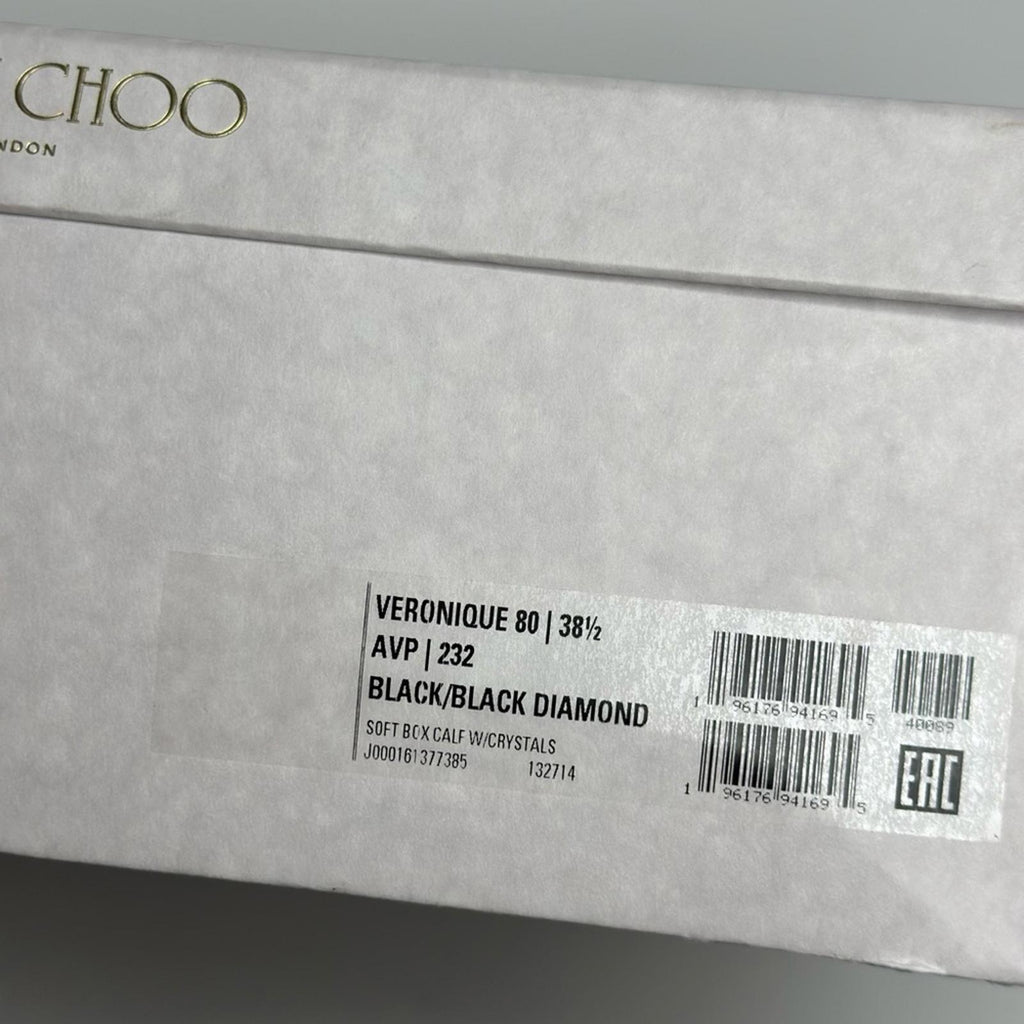 CHOO
NDON
VERONIQUE 80 | 38½
AVP | 232
BLACK/BLACK DIAMOND
SOFT BOX CALF W/CRYSTALS
J000161377385 132714
1 96176 94169 5
40089
1 96176 94169 5
EAC